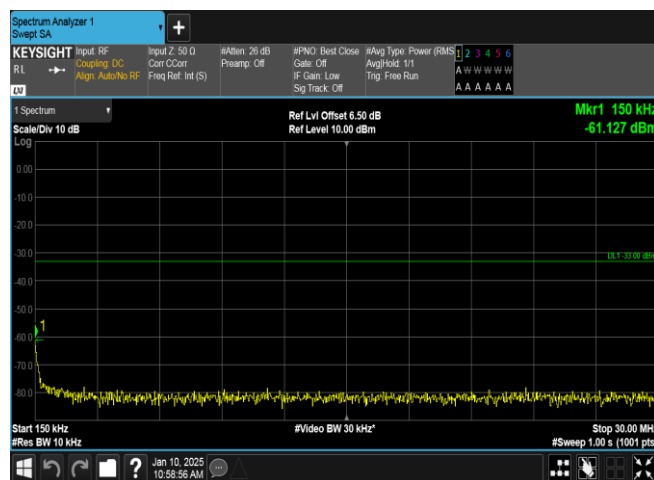 Spectrum Analyzer 1
Swept SA
+
KEYSIGHT Input: RF Input Z: 50 Ω #Atten: 26 dB #PNO: Best Close #Avg Type: Power (RMS 1 2 3 4 5 6
RL Coupling: DC Corr CCorr Preamp: Off Gate: Off Avg|Hold: 1/1 A W W W W W
Align: Auto/No RF Freq Ref: Int (S) IF Gain: Low Trig: Free Run
LXI Sig Track: Off A A A A A A
1 Spectrum Ref Lvl Offset 6.50 dB Mkr1 150 kHz
Scale/Div 10 dB Ref Level 10.00 dBm -61.127 dBm
Log
0.00
-10.0
-20.0
DL1 -33.00 dBm
-30.0
-40.0
-50.0
1
-60.0
-70.0
-80.0
Start 150 kHz #Video BW 30 kHz* Stop 30.00 MHz
#Res BW 10 kHz #Sweep 1.00 s (1001 pts
? Jan 10, 2025
10:58:56 AM